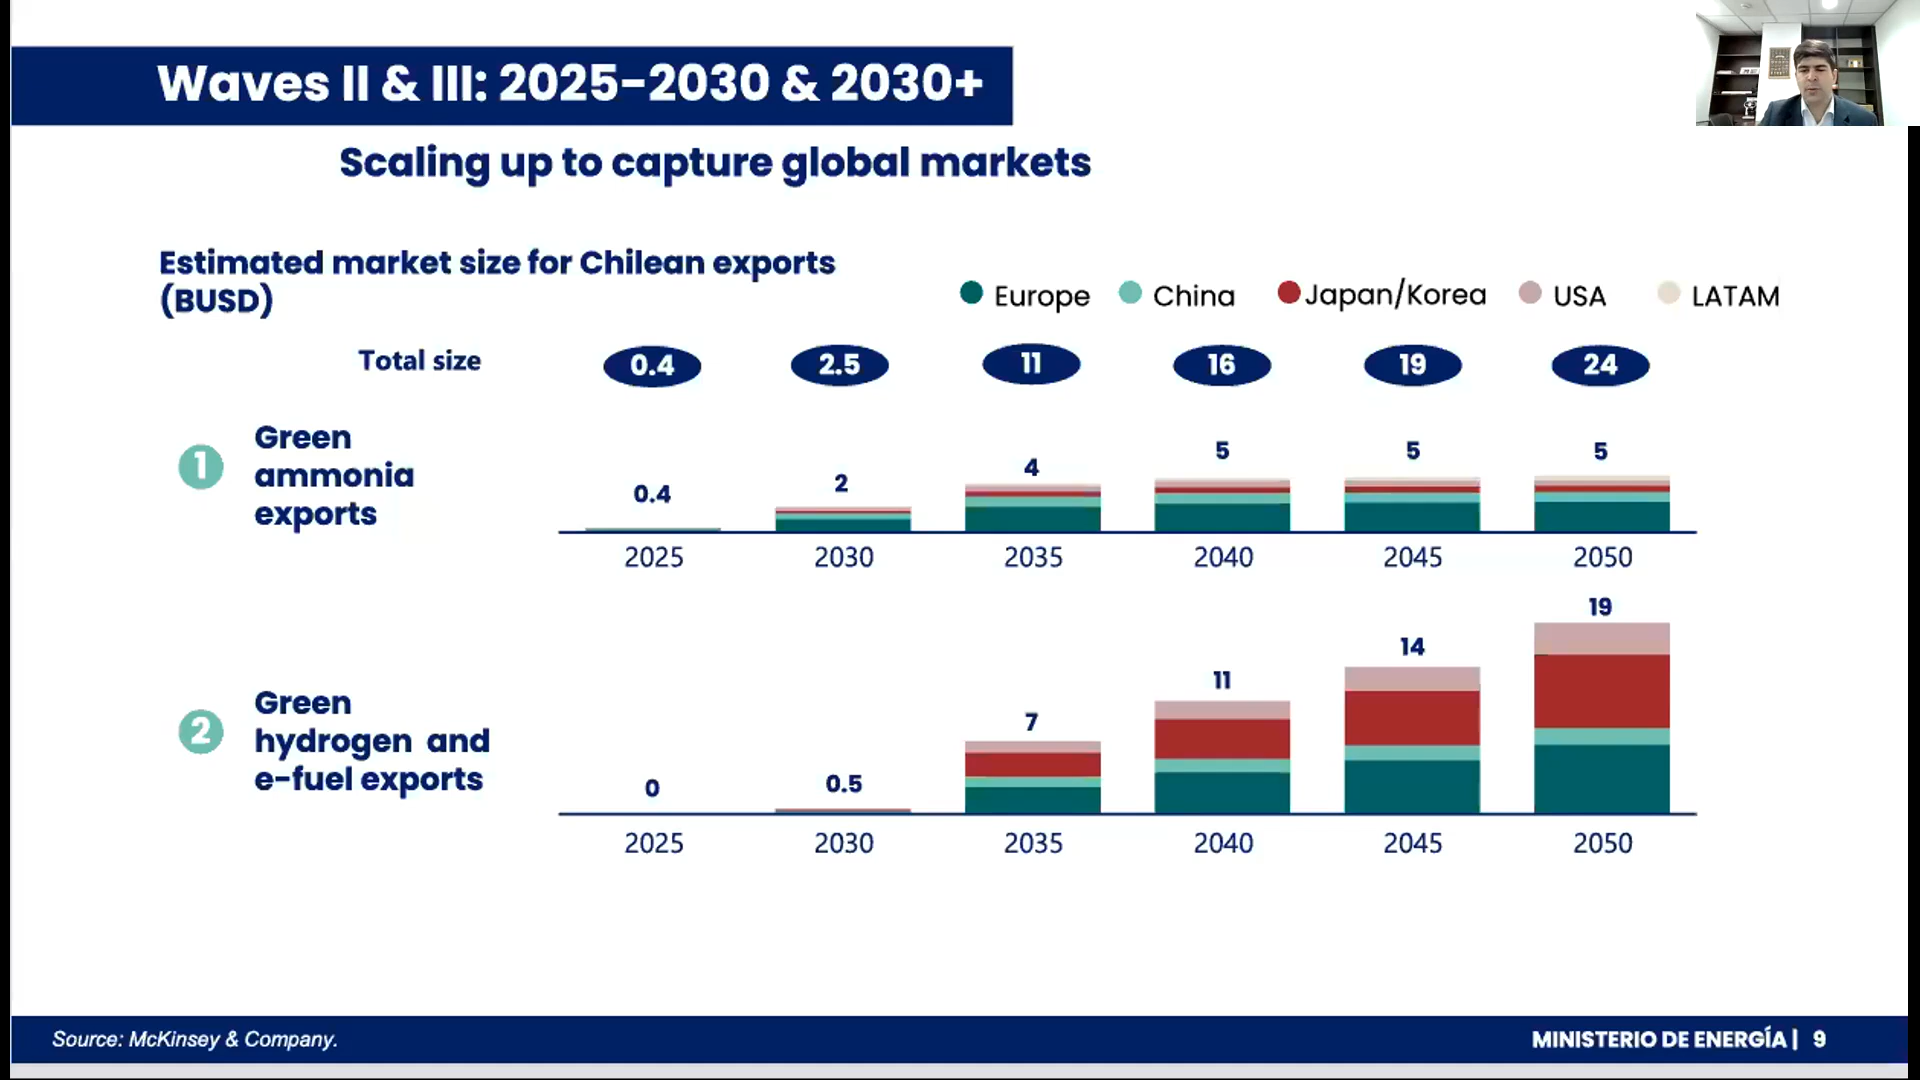 Waves II & III: 2025-2030 & 2030+
Scaling up to capture global markets
Estimated market size for Chilean exports
(BUSD)
Europe China Japan/Korea USA LATAM
Total size 0.4 2.5 11 16 19 24
1
Green
ammonia
exports
0.4 2 4 5 5 5
2025 2030 2035 2040 2045 2050
2
Green
hydrogen and
e-fuel exports
0 0.5 7 11 14 19
2025 2030 2035 2040 2045 2050
Source: McKinsey & Company.
MINISTERIO DE ENERGÍA | 9